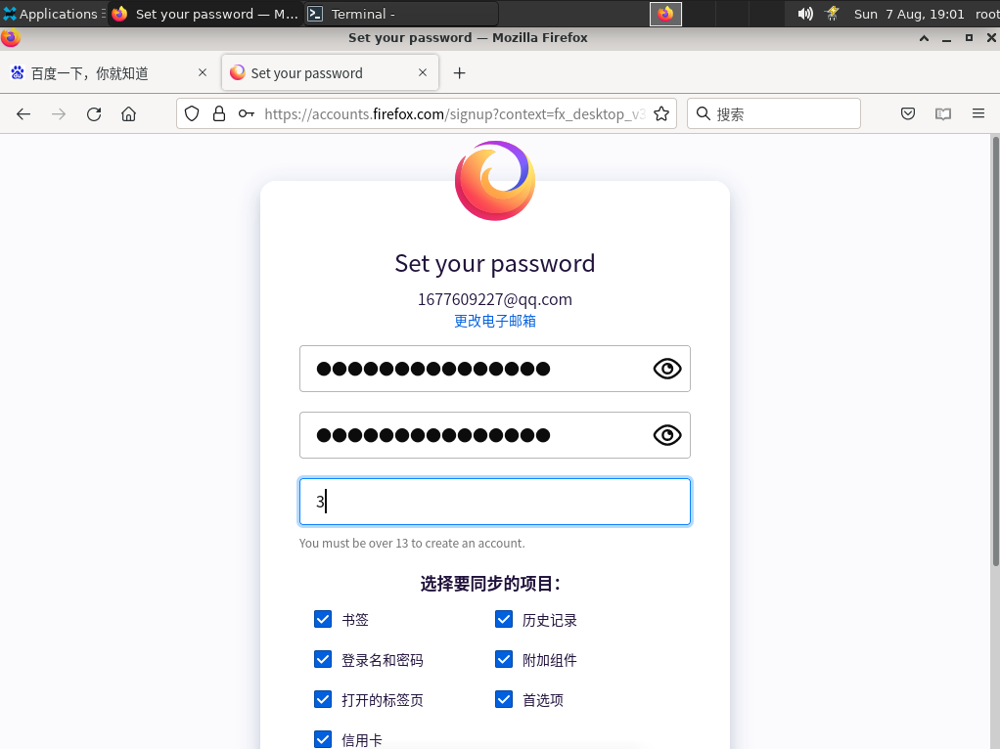 Applications Set your password — M... Terminal - Sun 7 Aug, 19:01 root
Set your password — Mozilla Firefox
百度一下，你就知道 Set your password
https://accounts.firefox.com/signup?context=fx_desktop_v3 搜索
Set your password
1677609227@qq.com
更改电子邮箱
3
You must be over 13 to create an account.
选择要同步的项目：
书签 历史记录
登录名和密码 附加组件
打开的标签页 首选项
信用卡